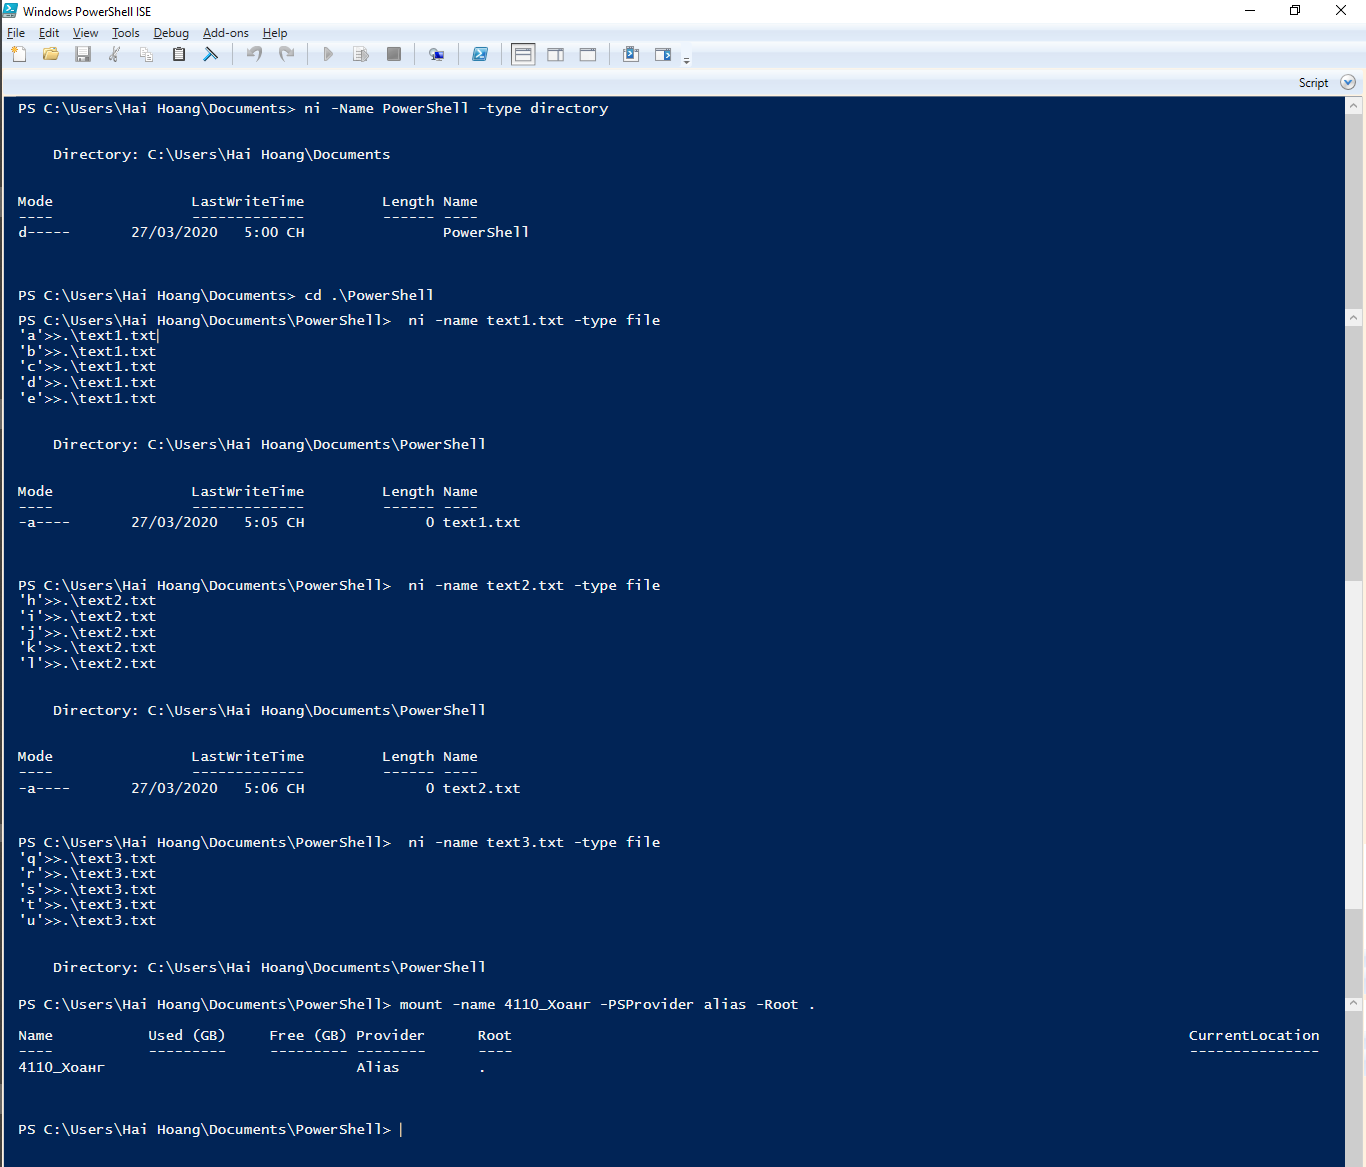 Windows PowerShell ISE
File Edit View Tools Debug Add-ons Help
Script
PS C:\Users\Hai Hoang\Documents> ni -Name PowerShell -type directory
Directory: C:\Users\Hai Hoang\Documents
Mode LastWriteTime Length Name
---- ------------- ------ ----
d----- 27/03/2020 5:00 CH PowerShell
PS C:\Users\Hai Hoang\Documents> cd .\PowerShell
PS C:\Users\Hai Hoang\Documents\PowerShell> ni -name text1.txt -type file
'a'>>.\text1.txt
'b'>>.\text1.txt
'c'>>.\text1.txt
'd'>>.\text1.txt
'e'>>.\text1.txt
Directory: C:\Users\Hai Hoang\Documents\PowerShell
Mode LastWriteTime Length Name
---- ------------- ------ ----
-a---- 27/03/2020 5:05 CH 0 text1.txt
PS C:\Users\Hai Hoang\Documents\PowerShell> ni -name text2.txt -type file
'h'>>.\text2.txt
'i'>>.\text2.txt
'j'>>.\text2.txt
'k'>>.\text2.txt
'l'>>.\text2.txt
Directory: C:\Users\Hai Hoang\Documents\PowerShell
Mode LastWriteTime Length Name
---- ------------- ------ ----
-a---- 27/03/2020 5:06 CH 0 text2.txt
PS C:\Users\Hai Hoang\Documents\PowerShell> ni -name text3.txt -type file
'q'>>.\text3.txt
'r'>>.\text3.txt
's'>>.\text3.txt
't'>>.\text3.txt
'u'>>.\text3.txt
Directory: C:\Users\Hai Hoang\Documents\PowerShell
PS C:\Users\Hai Hoang\Documents\PowerShell> mount -name 4110_Хоанг -PSProvider alias -Root .
Name Used (GB) Free (GB) Provider Root CurrentLocation
---- --------- --------- -------- ---- ---------------
4110_Хоанг Alias .
PS C:\Users\Hai Hoang\Documents\PowerShell>